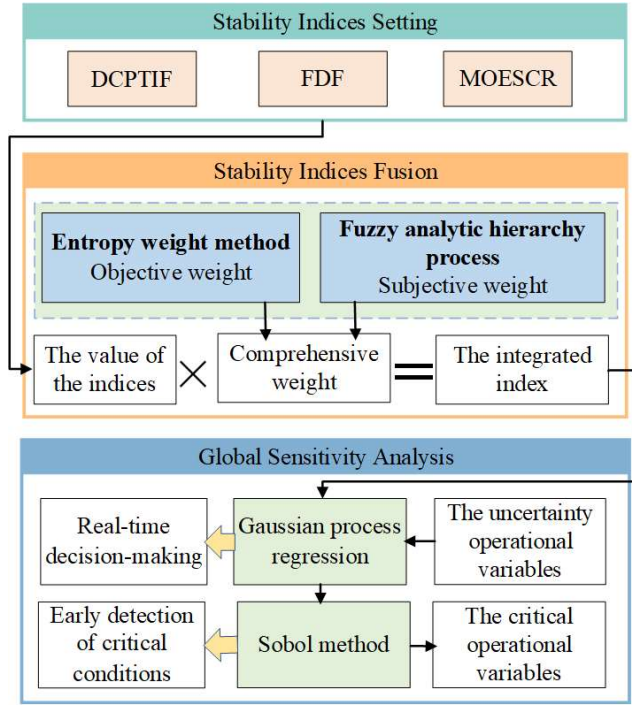 Stability Indices Setting
DCPTIF
FDF
MOESCR
Stability Indices Fusion
Entropy weight method
Objective weight
Fuzzy analytic hierarchy
process
Subjective weight
The value of
the indices
×
Comprehensive
weight
=
The integrated
index
Global Sensitivity Analysis
Real-time
decision-making
Gaussian process
regression
The uncertainty
operational
variables
Early detection
of critical
conditions
Sobol method
The critical
operational
variables